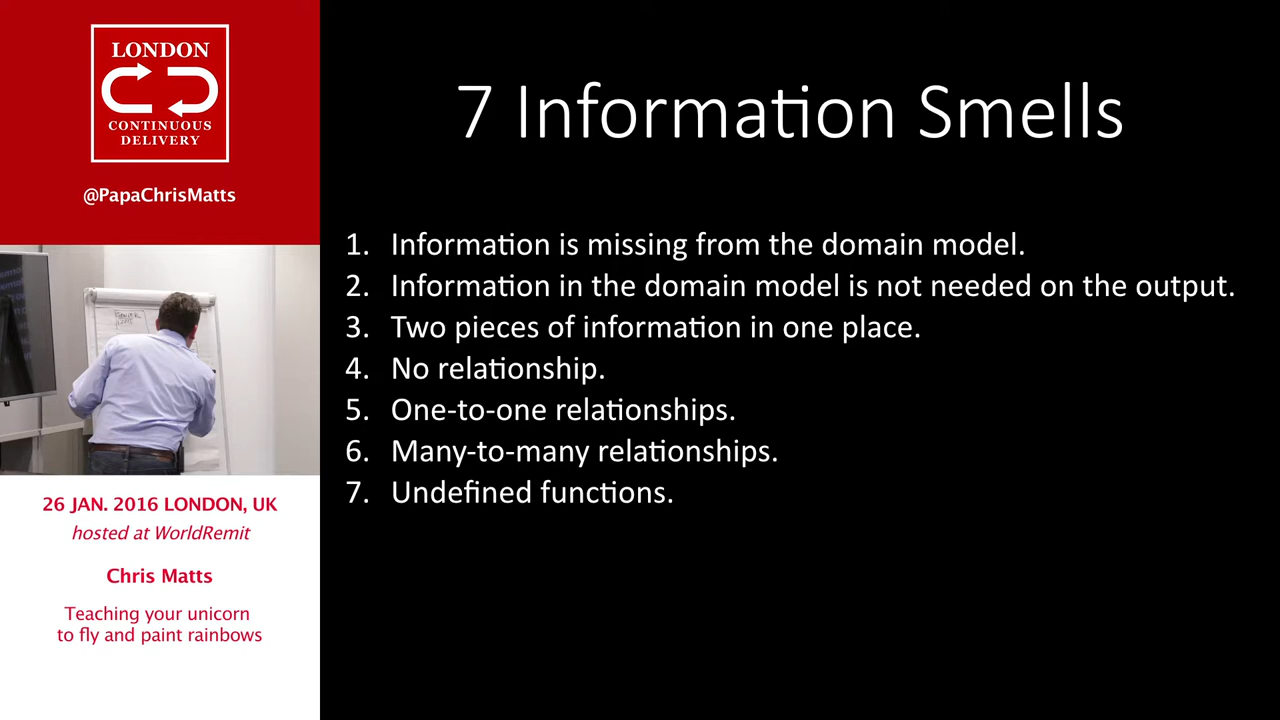 LONDON
CONTINUOUS
DELIVERY
@PapaChrisMatts
26 JAN. 2016 LONDON, UK
hosted at WorldRemit
Chris Matts
Teaching your unicorn
to fly and paint rainbows
7 Information Smells
1. Information is missing from the domain model.
2. Information in the domain model is not needed on the output.
3. Two pieces of information in one place.
4. No relationship.
5. One-to-one relationships.
6. Many-to-many relationships.
7. Undefined functions.